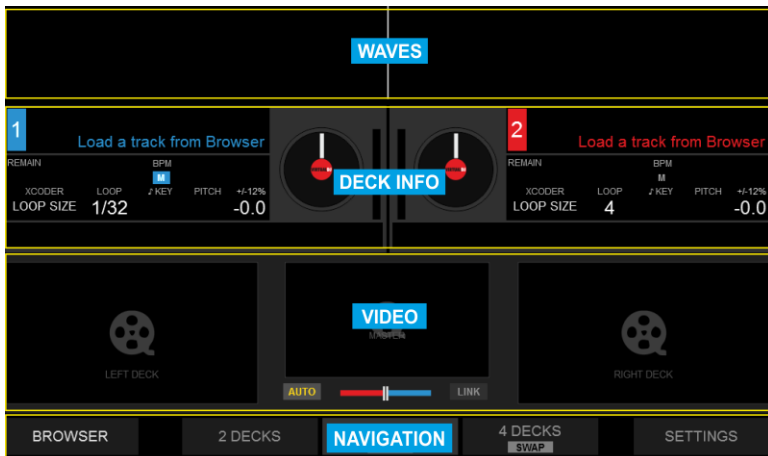 WAVES
1
Load a track from Browser
2
Load a track from Browser
DECK INFO
REMAIN BPM
M
XCODER LOOP ♪ KEY PITCH +/-12%
LOOP SIZE 1/32 -0.0
REMAIN BPM
M
XCODER LOOP ♪ KEY PITCH +/-12%
LOOP SIZE 4 -0.0
VIDEO
MASTER
LEFT DECK
RIGHT DECK
AUTO
LINK
BROWSER
2 DECKS
NAVIGATION
4 DECKS
SWAP
SETTINGS